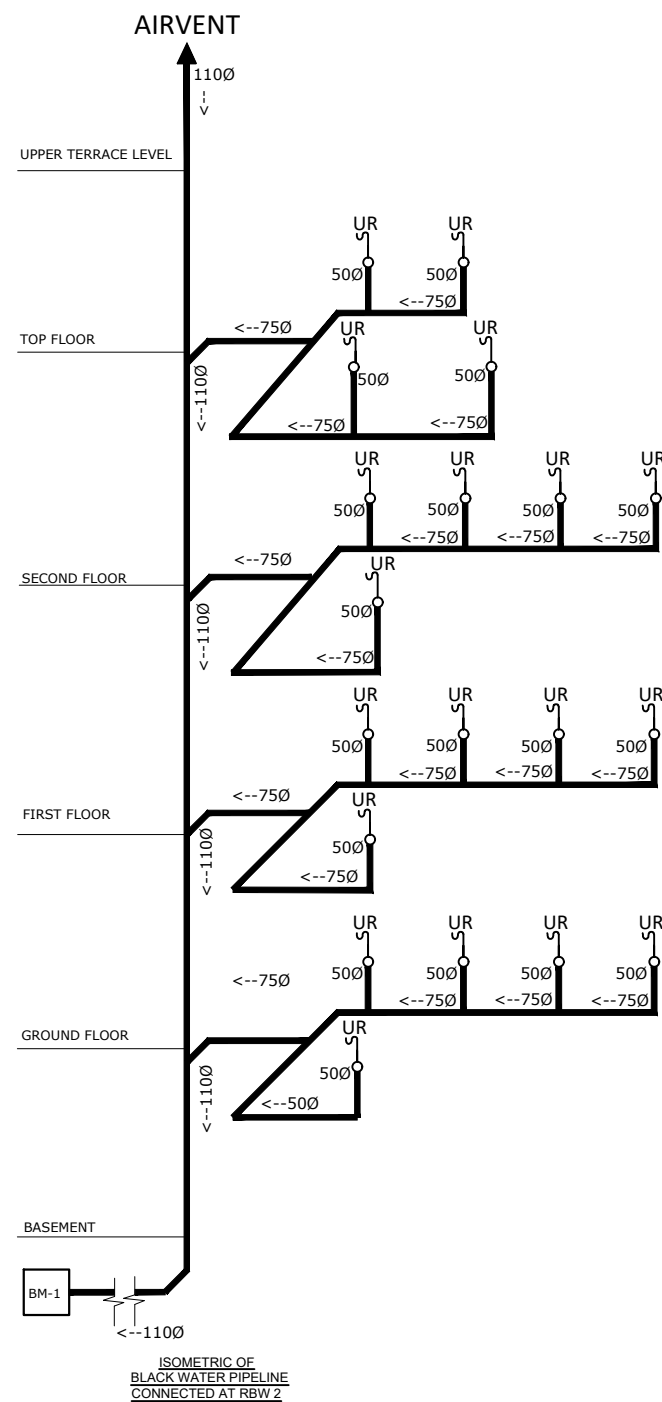 AIRVENT
110Ø
<--
UPPER TERRACE LEVEL
UR UR
50Ø 50Ø
<--75Ø
<--75Ø
TOP FLOOR
UR UR
50Ø 50Ø
<--110Ø
<--75Ø <--75Ø
UR UR UR UR
50Ø 50Ø 50Ø 50Ø
<--75Ø <--75Ø <--75Ø
<--75Ø
SECOND FLOOR
UR
50Ø
<--110Ø
<--75Ø
UR UR UR UR
50Ø 50Ø 50Ø 50Ø
<--75Ø <--75Ø <--75Ø
<--75Ø
FIRST FLOOR
UR
50Ø
<--110Ø
<--75Ø
UR UR UR UR
50Ø 50Ø 50Ø 50Ø
<--75Ø <--75Ø <--75Ø <--75Ø
GROUND FLOOR
UR
50Ø
<--110Ø
<--50Ø
BASEMENT
BM-1
<--110Ø
ISOMETRIC OF
BLACK WATER PIPELINE
CONNECTED AT RBW 2